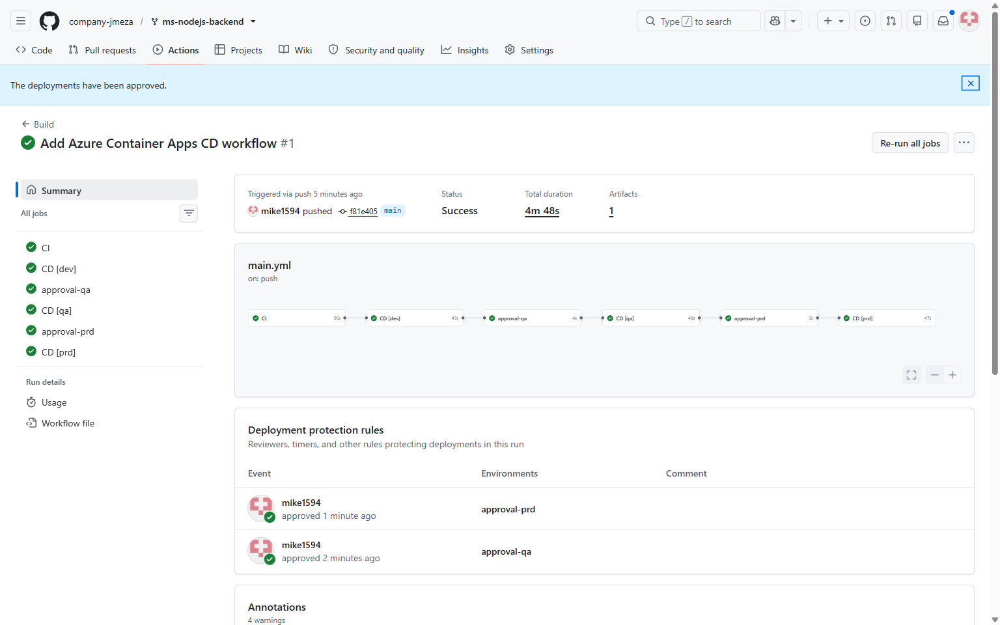 company-jmeza / ms-nodejs-backend
Type / to search
Code
Pull requests
Actions
Projects
Wiki
Security and quality
Insights
Settings
The deployments have been approved.
Build
Add Azure Container Apps CD workflow #1
Re-run all jobs
Summary
All jobs
CI
CD [dev]
approval-qa
CD [qa]
approval-prd
CD [prd]
Run details
Usage
Workflow file
Triggered via push 5 minutes ago
mike1594 pushed f81e405 main
Status
Success
Total duration
4m 48s
Artifacts
1
main.yml
on: push
CI 56s
CD [dev] 43s
approval-qa 4s
CD [qa] 40s
approval-prd 3s
CD [prd] 47s
Deployment protection rules
Reviewers, timers, and other rules protecting deployments in this run
Event Environments Comment
mike1594
approved 1 minute ago
approval-prd
mike1594
approved 2 minutes ago
approval-qa
Annotations
4 warnings